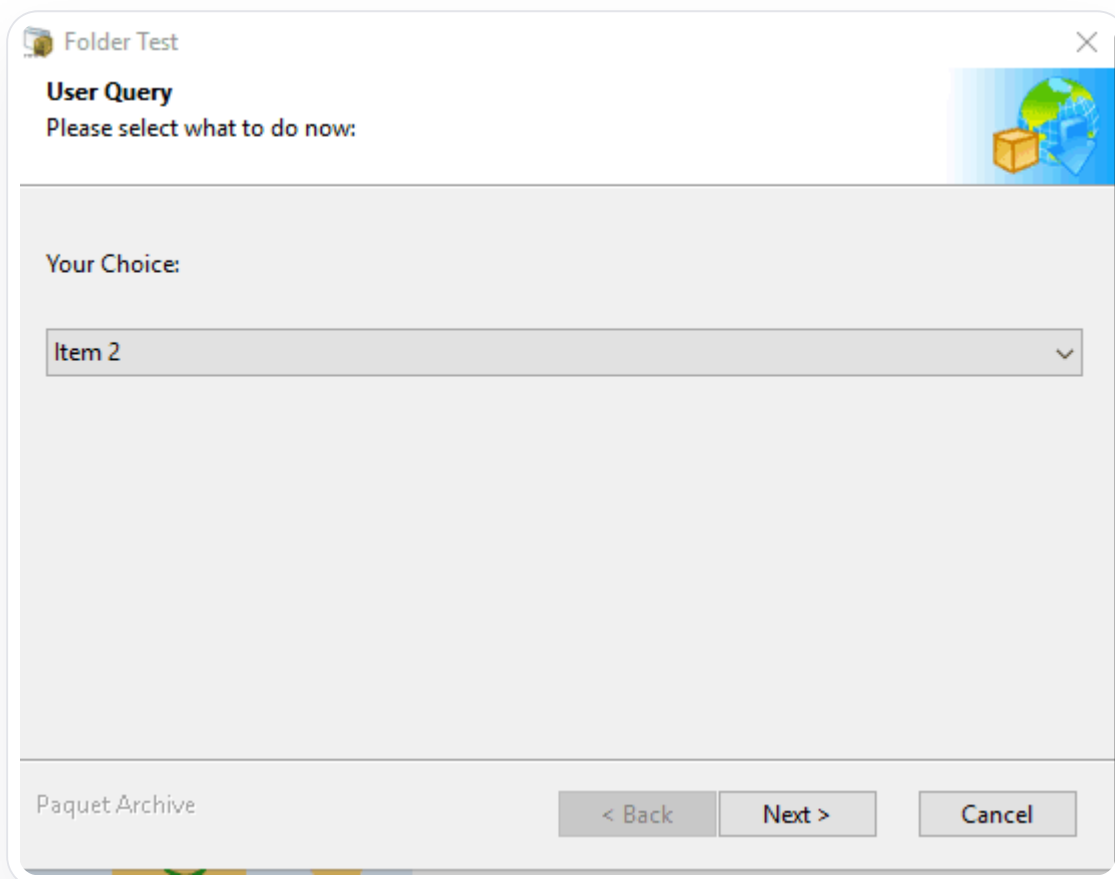 Folder Test
User Query
Please select what to do now:
Your Choice:
Item 2
Paquet Archive
< Back
Next >
Cancel